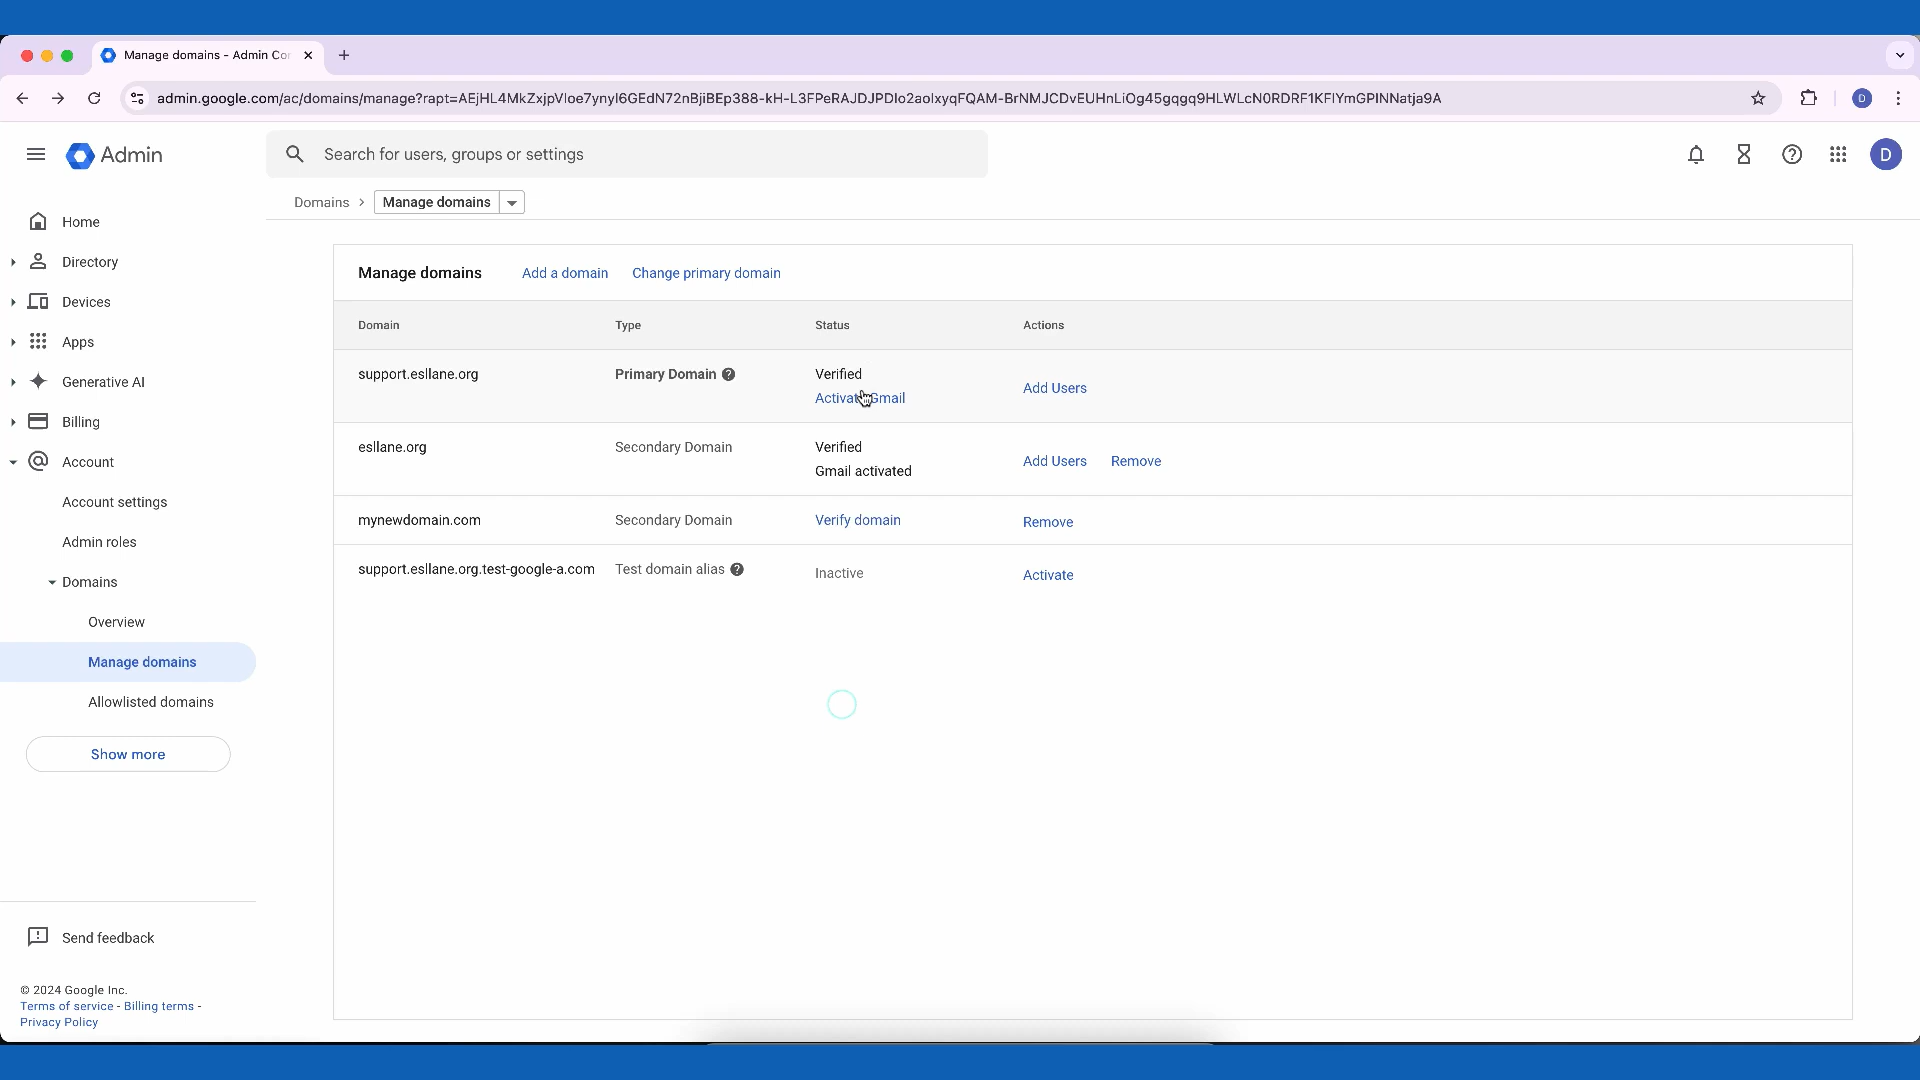 Manage domains - Admin Co
admin.google.com/ac/domains/manage?rapt=AEjHL4MkZxjpVloe7ynyl6GEdN72nBjiBEp388-kH-L3FPeRAJDJPDlo2aolxyqFQAM-BrNMJCDvEUHnLiOg45gqgq9HLWLcN0RDRF1KFlYmGPINNatja9A
D
Admin
Search for users, groups or settings
D
Domains
Manage domains
Home
Directory
Devices
Apps
Generative AI
Billing
Account
Account settings
Admin roles
Domains
Overview
Manage domains
Allowlisted domains
Show more
Send feedback
© 2024 Google Inc.
Terms of service - Billing terms -
Privacy Policy
Manage domains Add a domain Change primary domain
Domain Type Status Actions
support.esllane.org Primary Domain Verified
Activate Gmail
Add Users
esllane.org Secondary Domain Verified
Gmail activated
Add Users Remove
mynewdomain.com Secondary Domain Verify domain Remove
support.esllane.org.test-google-a.com Test domain alias Inactive Activate